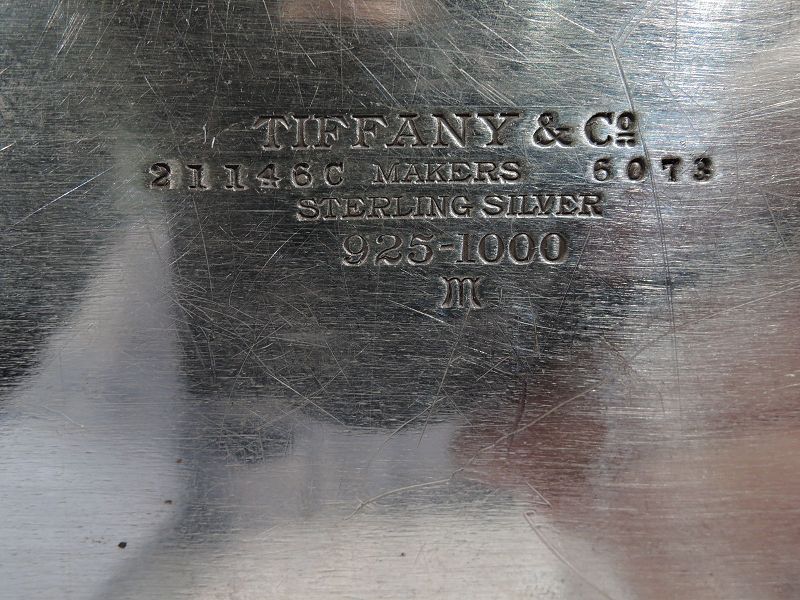 TIFFANY & Cº
21146C MAKERS 6073
STERLING SILVER
925-1000
M